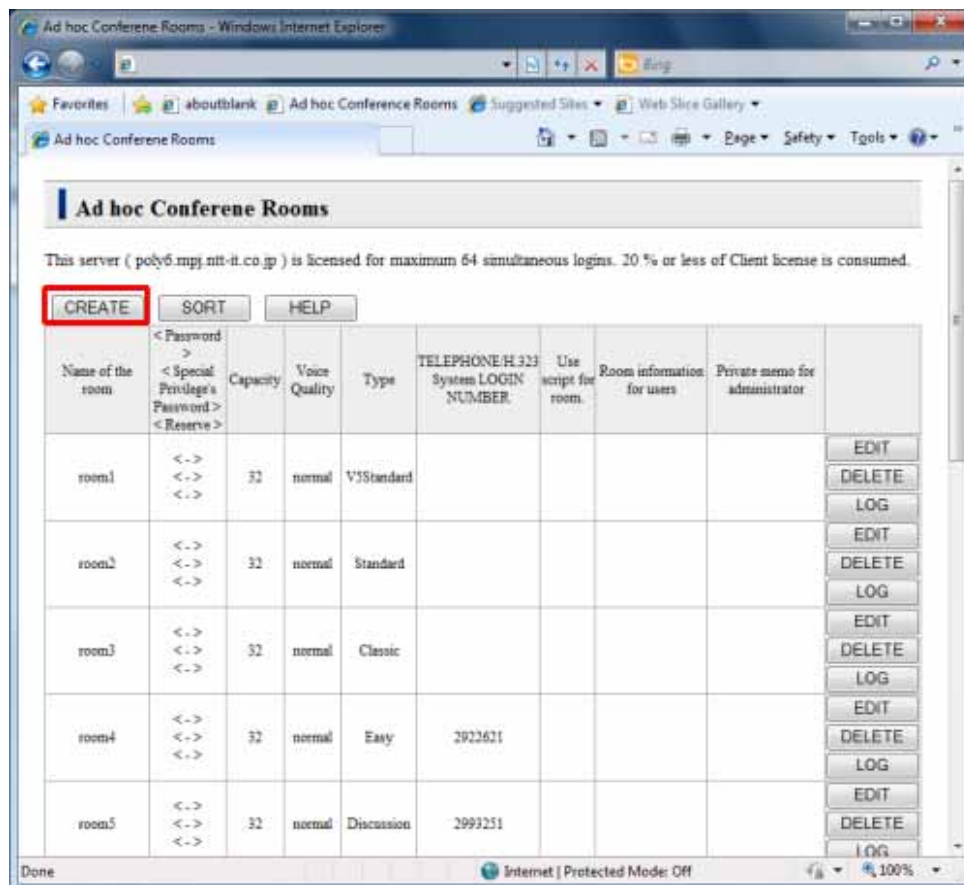 Ad hoc Conferene Rooms - Windows Internet Explorer
Bing
Favorites aboutblank Ad hoc Conference Rooms Suggested Sites Web Slice Gallery
Ad hoc Conferene Rooms Page Safety Tools
Ad hoc Conferene Rooms
This server ( poly6.mpj.ntt-it.co.jp ) is licensed for maximum 64 simultaneous logins. 20 % or less of Client license is consumed.
CREATE SORT HELP
Name of the room
< Password >
< Special Privilege's Password >
< Reserve >
Capacity
Voice Quality
Type
TELEPHONE/H.323 System LOGIN NUMBER
Use script for room.
Room information for users
Private memo for administrator
room1 <-> <-> <-> 32 normal V5Standard
EDIT
DELETE
LOG
room2 <-> <-> <-> 32 normal Standard
EDIT
DELETE
LOG
room3 <-> <-> <-> 32 normal Classic
EDIT
DELETE
LOG
room4 <-> <-> <-> 32 normal Easy 2922621
EDIT
DELETE
LOG
room5 <-> <-> <-> 32 normal Discussion 2993251
EDIT
DELETE
LOG
Done Internet | Protected Mode: Off 100%